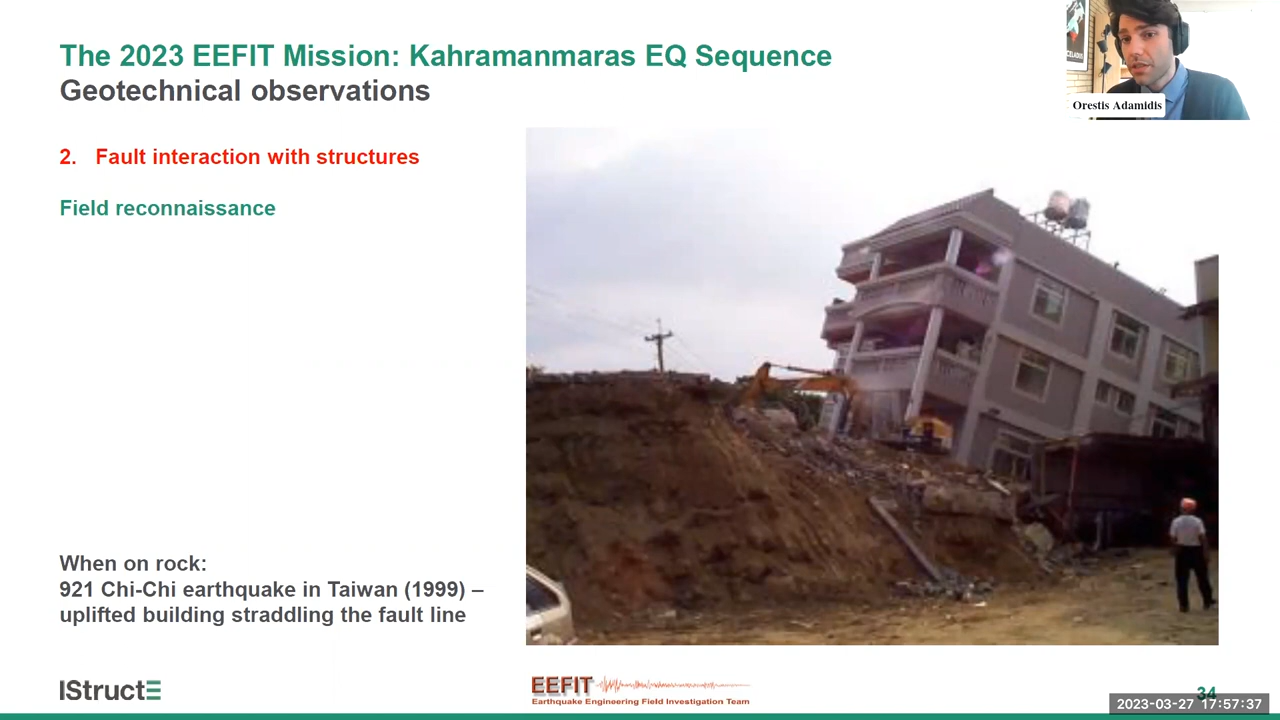 The 2023 EEFIT Mission: Kahramanmaras EQ Sequence
Geotechnical observations
Orestis Adamidis
2. Fault interaction with structures
Field reconnaissance
When on rock:
921 Chi-Chi earthquake in Taiwan (1999) –
uplifted building straddling the fault line
IStructE
EEFIT
Earthquake Engineering Field Investigation Team
34
2023-03-27 17:57:37